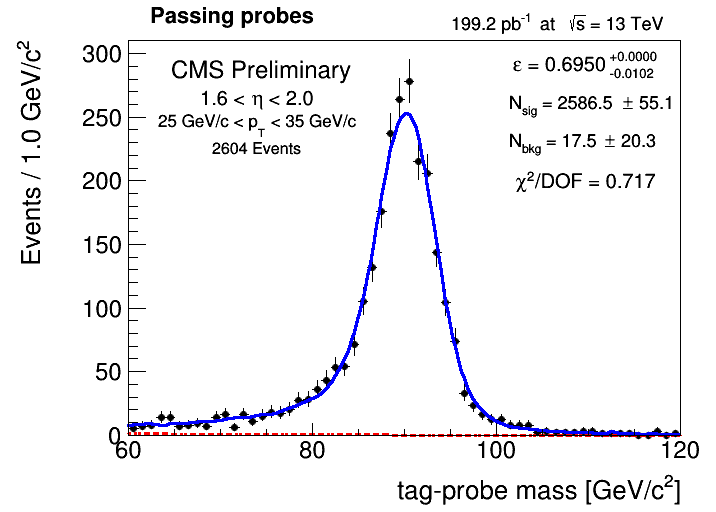 Passing probes
199.2 pb⁻¹ at √s = 13 TeV
Events / 1.0 GeV/c²
300
250
200
150
100
50
0
CMS Preliminary
1.6 < η < 2.0
25 GeV/c < p_T < 35 GeV/c
2604 Events
ε = 0.6950 +0.0000 -0.0102
N_sig = 2586.5 ± 55.1
N_bkg = 17.5 ± 20.3
χ²/DOF = 0.717
60 80 100 120
tag-probe mass [GeV/c²]